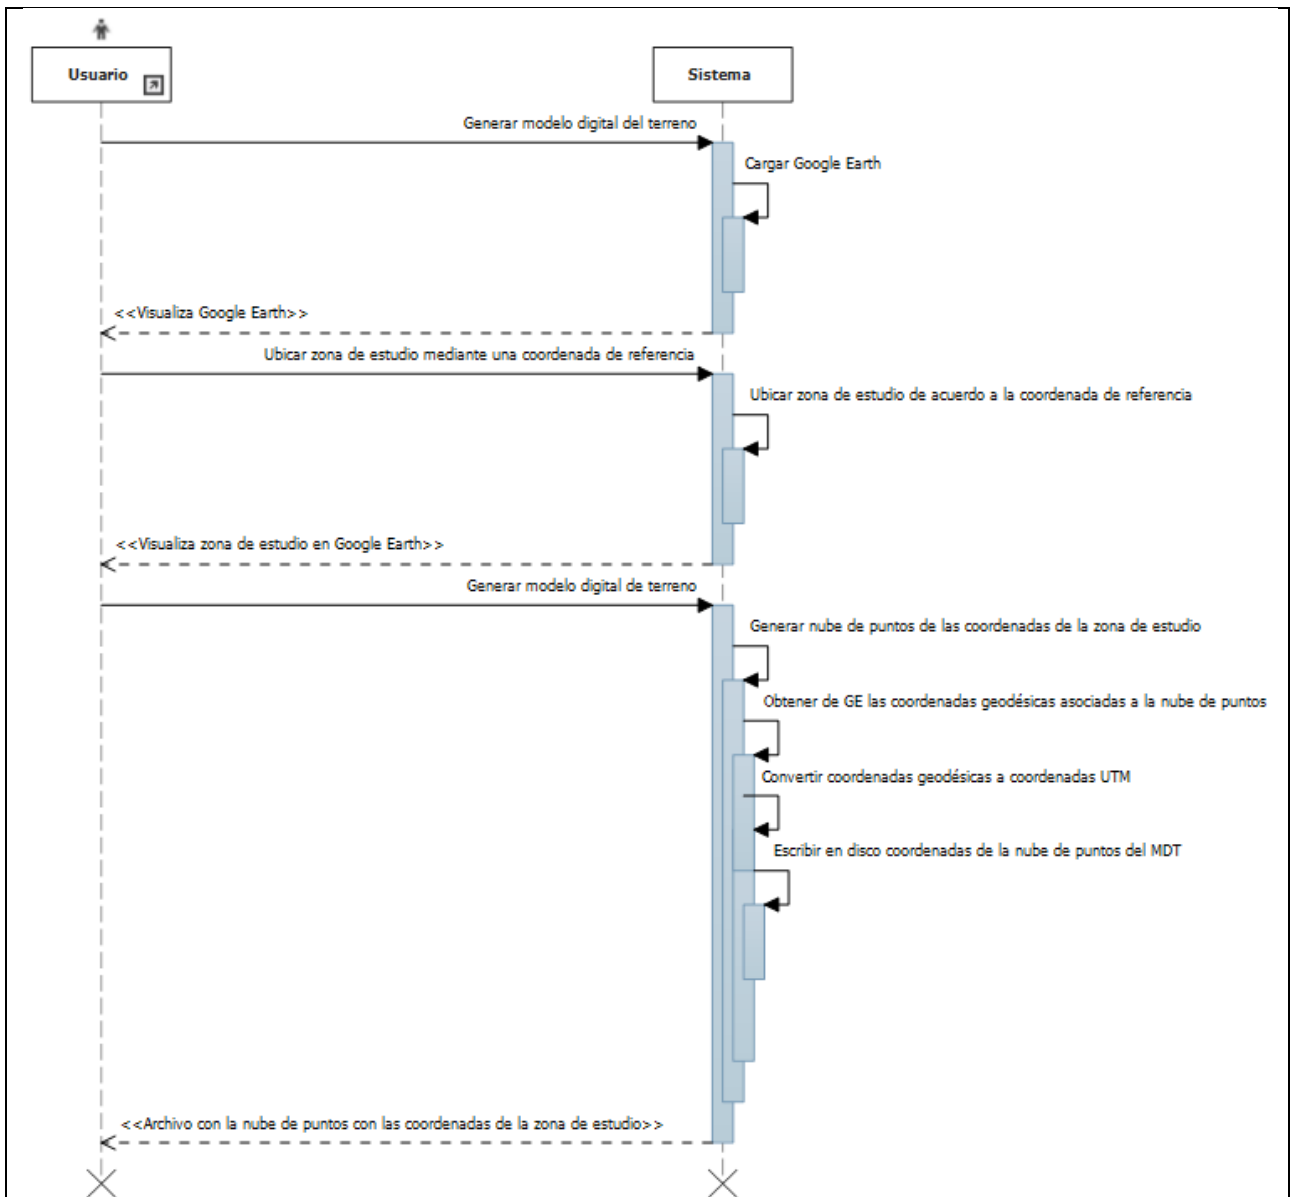 Usuario
Sistema
Generar modelo digital del terreno
Cargar Google Earth
<<Visualiza Google Earth>>
Ubicar zona de estudio mediante una coordenada de referencia
Ubicar zona de estudio de acuerdo a la coordenada de referencia
<<Visualiza zona de estudio en Google Earth>>
Generar modelo digital de terreno
Generar nube de puntos de las coordenadas de la zona de estudio
Obtener de GE las coordenadas geodésicas asociadas a la nube de puntos
Convertir coordenadas geodésicas a coordenadas UTM
Escribir en disco coordenadas de la nube de puntos del MDT
<<Archivo con la nube de puntos con las coordenadas de la zona de estudio>>